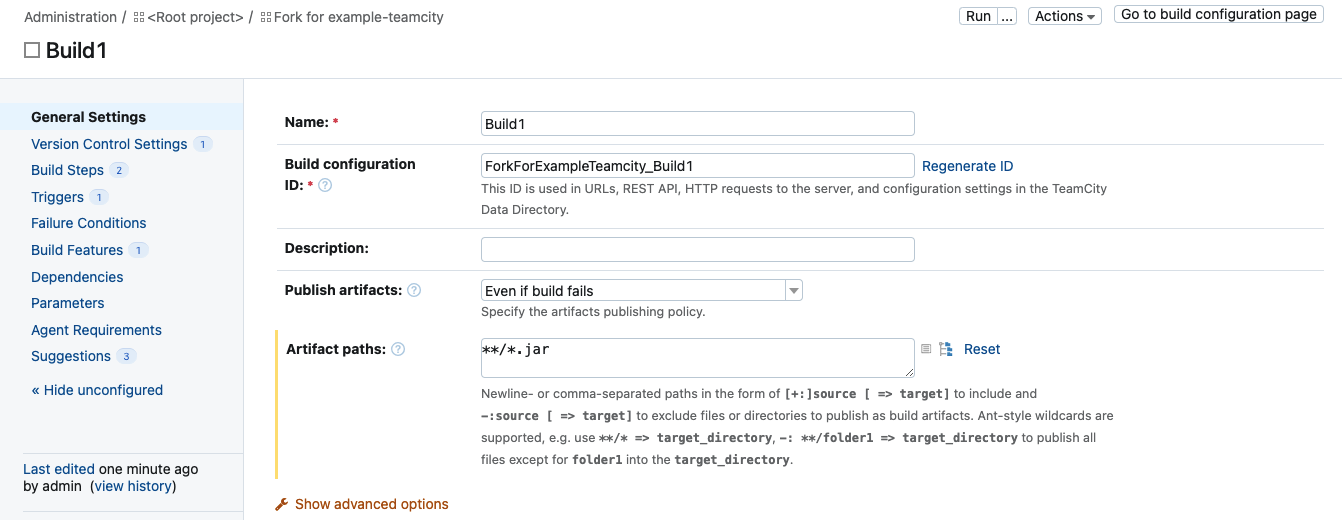 Administration / <Root project> / Fork for example-teamcity
Run ... Actions Go to build configuration page
Build1
General Settings
Version Control Settings 1
Build Steps 2
Triggers 1
Failure Conditions
Build Features 1
Dependencies
Parameters
Agent Requirements
Suggestions 3
« Hide unconfigured
Last edited one minute ago
by admin (view history)
Name: * Build1
Build configuration
ID: * ? ForkForExampleTeamcity_Build1 Regenerate ID
This ID is used in URLs, REST API, HTTP requests to the server, and configuration settings in the TeamCity
Data Directory.
Description:
Publish artifacts: ? Even if build fails
Specify the artifacts publishing policy.
Artifact paths: ? **/*.jar Reset
Newline- or comma-separated paths in the form of [+:]source [ => target] to include and
-:source [ => target] to exclude files or directories to publish as build artifacts. Ant-style wildcards are
supported, e.g. use **/* => target_directory, -: **/folder1 => target_directory to publish all
files except for folder1 into the target_directory.
Show advanced options